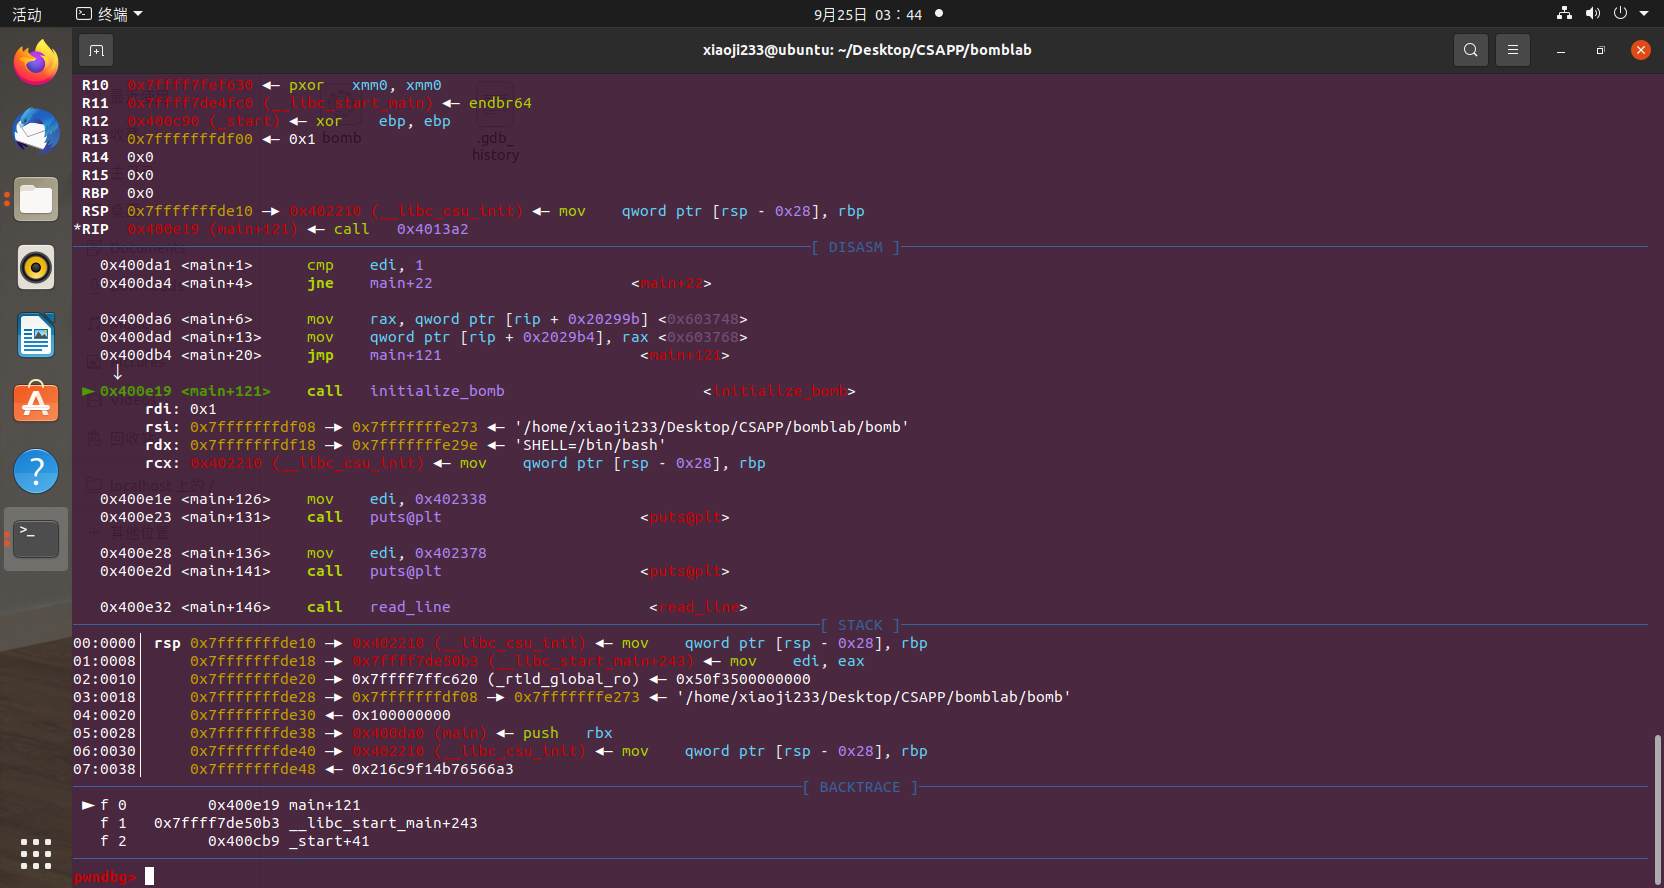 活动 终端 9月25日 03：44
xiaoji233@ubuntu: ~/Desktop/CSAPP/bomblab
R10 0x7ffff7fef630 ◂— pxor xmm0, xmm0
R11 0x7ffff7de4fc0 (__libc_start_main) ◂— endbr64
R12 0x400c90 (_start) ◂— xor ebp, ebp
R13 0x7fffffffdf00 ◂— 0x1
bomb
.gdb_
history
R14 0x0
R15 0x0
RBP 0x0
RSP 0x7fffffffde10 —▸ 0x402210 (__libc_csu_init) ◂— mov qword ptr [rsp - 0x28], rbp
*RIP 0x400e19 (main+121) ◂— call 0x4013a2
[ DISASM ]
0x400da1 <main+1> cmp edi, 1
0x400da4 <main+4> jne main+22 <main+22>
0x400da6 <main+6> mov rax, qword ptr [rip + 0x20299b] <0x603748>
0x400dad <main+13> mov qword ptr [rip + 0x2029b4], rax <0x603768>
0x400db4 <main+20> jmp main+121 <main+121>
↓
► 0x400e19 <main+121> call initialize_bomb <initialize_bomb>
rdi: 0x1
rsi: 0x7fffffffdf08 —▸ 0x7fffffffe273 ◂— '/home/xiaoji233/Desktop/CSAPP/bomblab/bomb'
rdx: 0x7fffffffdf18 —▸ 0x7fffffffe29e ◂— 'SHELL=/bin/bash'
rcx: 0x402210 (__libc_csu_init) ◂— mov qword ptr [rsp - 0x28], rbp
localhost 上的 /
0x400e1e <main+126> mov edi, 0x402338
0x400e23 <main+131> call puts@plt <puts@plt>
其他位置
0x400e28 <main+136> mov edi, 0x402378
0x400e2d <main+141> call puts@plt <puts@plt>
0x400e32 <main+146> call read_line <read_line>
[ STACK ]
00:0000│ rsp 0x7fffffffde10 —▸ 0x402210 (__libc_csu_init) ◂— mov qword ptr [rsp - 0x28], rbp
01:0008│ 0x7fffffffde18 —▸ 0x7ffff7de50b3 (__libc_start_main+243) ◂— mov edi, eax
02:0010│ 0x7fffffffde20 —▸ 0x7ffff7ffc620 (_rtld_global_ro) ◂— 0x50f3500000000
03:0018│ 0x7fffffffde28 —▸ 0x7fffffffdf08 —▸ 0x7fffffffe273 ◂— '/home/xiaoji233/Desktop/CSAPP/bomblab/bomb'
04:0020│ 0x7fffffffde30 ◂— 0x100000000
05:0028│ 0x7fffffffde38 —▸ 0x400da0 (main) ◂— push rbx
06:0030│ 0x7fffffffde40 —▸ 0x402210 (__libc_csu_init) ◂— mov qword ptr [rsp - 0x28], rbp
07:0038│ 0x7fffffffde48 ◂— 0x216c9f14b76566a3
[ BACKTRACE ]
► f 0 0x400e19 main+121
f 1 0x7ffff7de50b3 __libc_start_main+243
f 2 0x400cb9 _start+41
pwndbg>